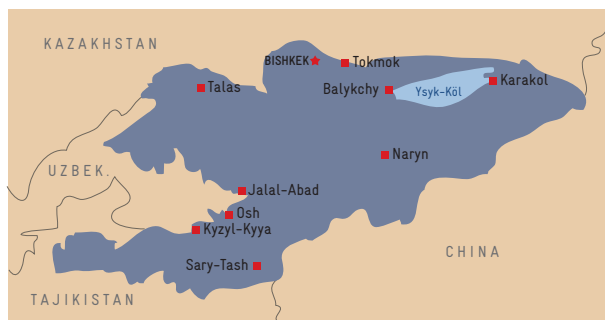 KAZAKHSTAN
BISHKEK
Tokmok
Talas
Balykchy
Ysyk-Köl
Karakol
Naryn
UZBEK.
Jalal-Abad
Osh
Kyzyl-Kyya
CHINA
Sary-Tash
TAJIKISTAN